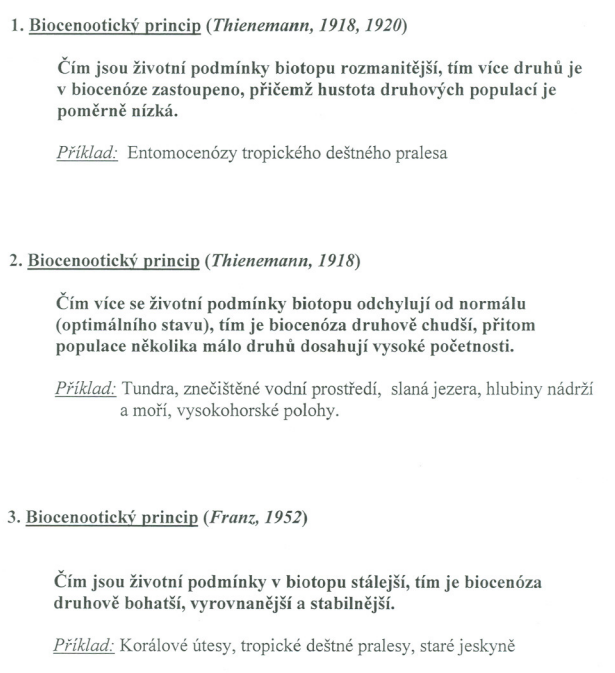 1. Biocenootický princip (Thienemann, 1918, 1920)
Čím jsou životní podmínky biotopu rozmanitější, tím více druhů je
v biocenóze zastoupeno, přičemž hustota druhových populací je
poměrně nízká.
Příklad: Entomocenózy tropického deštného pralesa
2. Biocenootický princip (Thienemann, 1918)
Čím více se životní podmínky biotopu odchylují od normálu
(optimálního stavu), tím je biocenóza druhově chudší, přitom
populace několika málo druhů dosahují vysoké početnosti.
Příklad: Tundra, znečištěné vodní prostředí, slaná jezera, hlubiny nádrží
a moří, vysokohorské polohy.
3. Biocenootický princip (Franz, 1952)
Čím jsou životní podmínky v biotopu stálejší, tím je biocenóza
druhově bohatší, vyrovnanější a stabilnější.
Příklad: Korálové útesy, tropické deštné pralesy, staré jeskyně